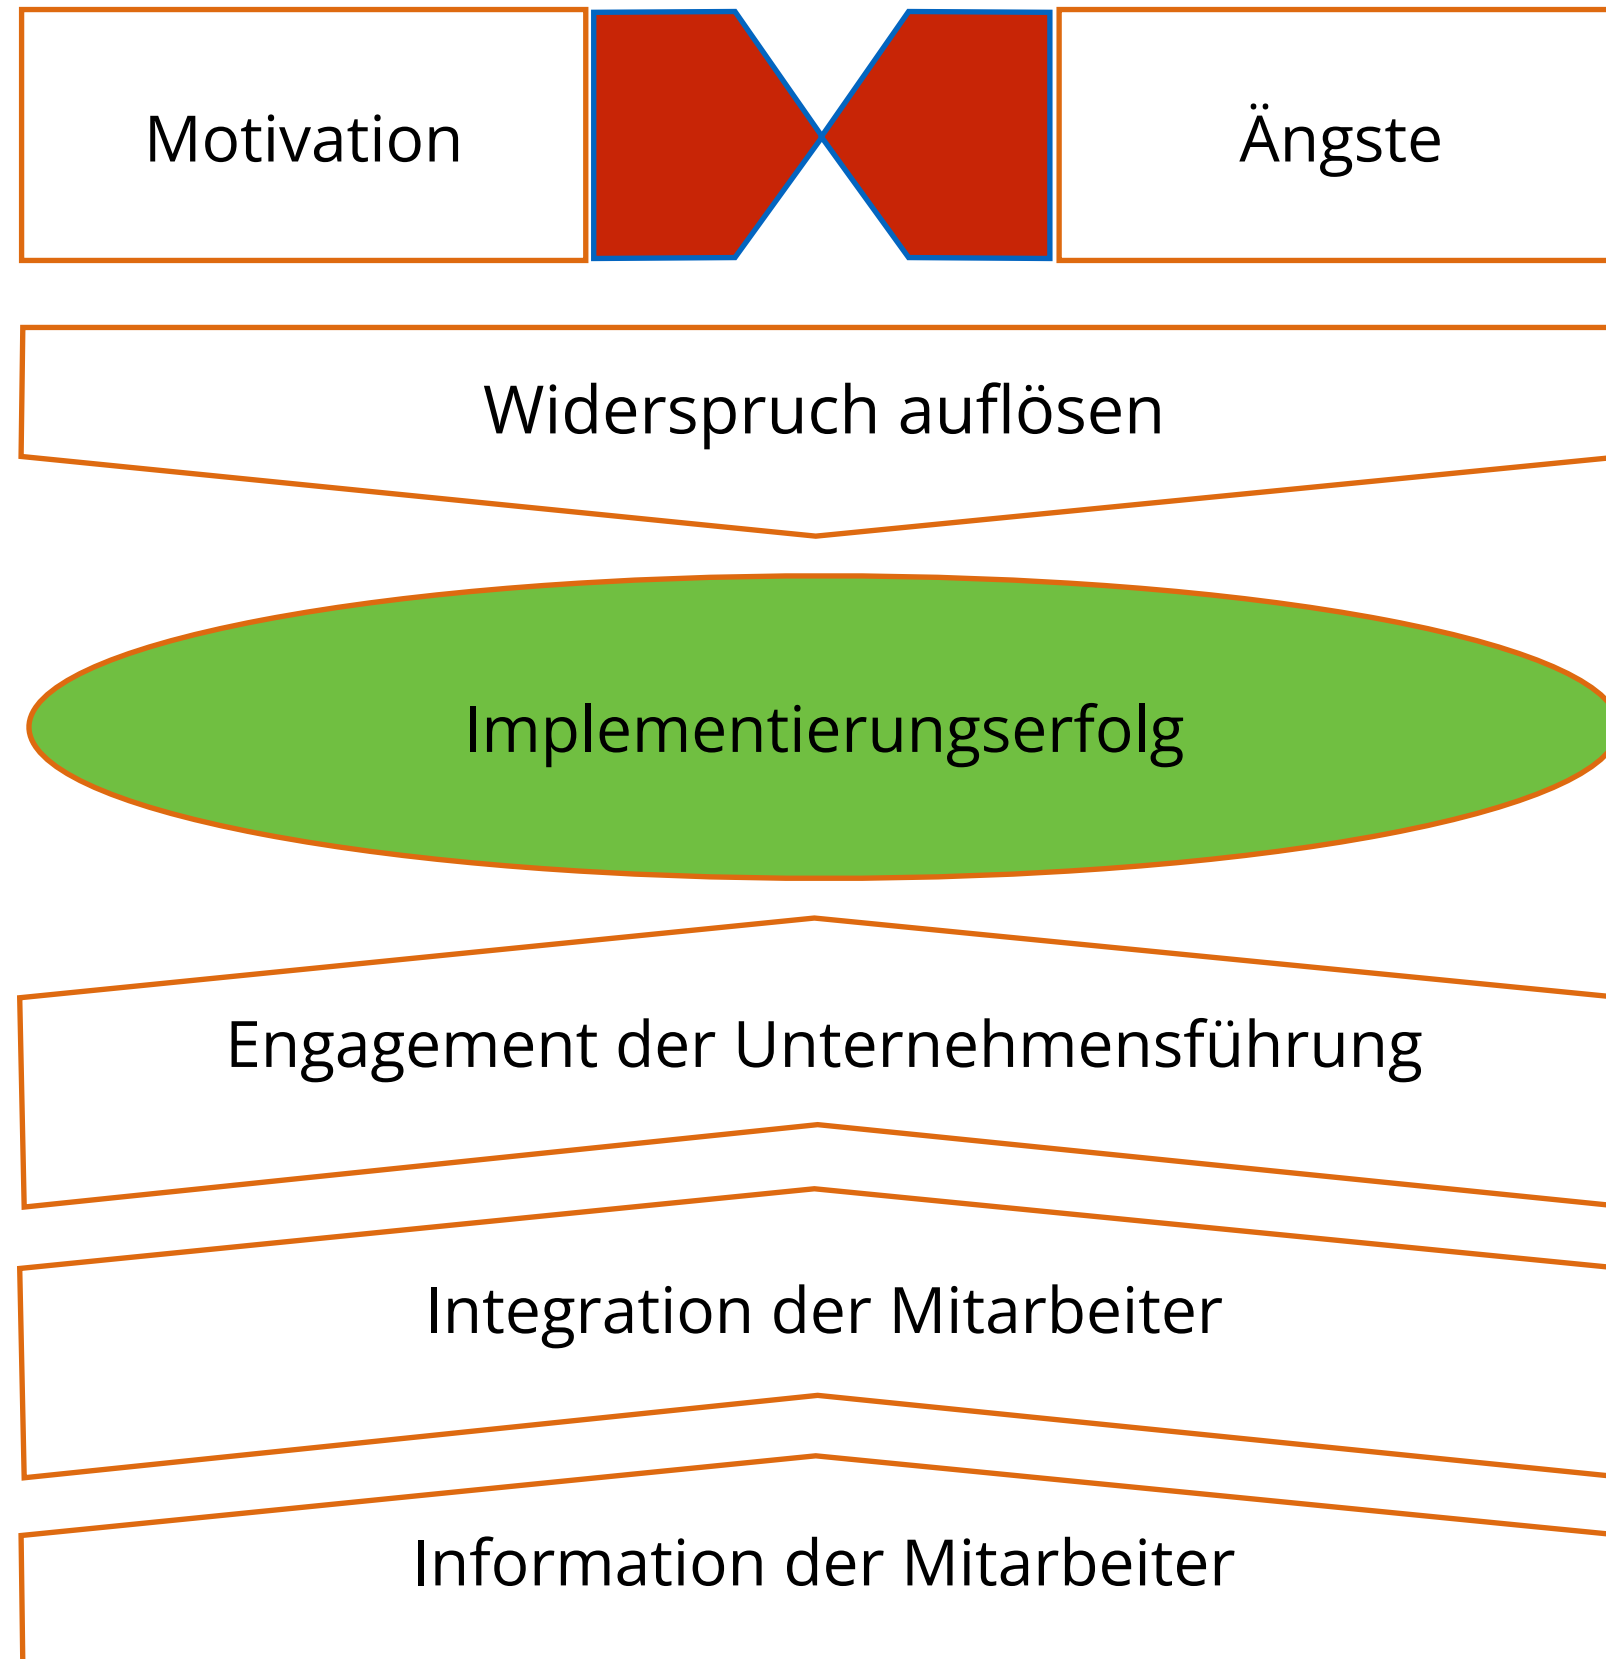 Motivation
Ängste
Widerspruch auflösen
Implementierungserfolg
Engagement der Unternehmensführung
Integration der Mitarbeiter
Information der Mitarbeiter